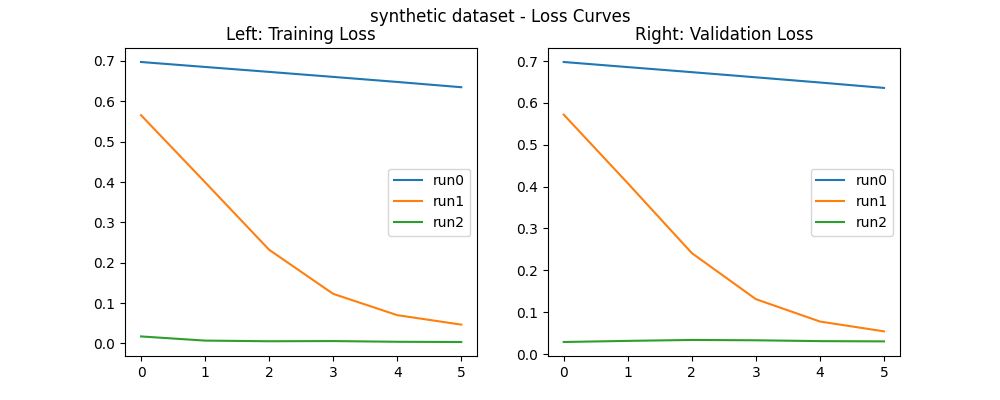 synthetic dataset - Loss Curves
Left: Training Loss
0.7
0.6
0.5
0.4
0.3
0.2
0.1
0.0
0 1 2 3 4 5
run0
run1
run2
Right: Validation Loss
0.7
0.6
0.5
0.4
0.3
0.2
0.1
0.0
0 1 2 3 4 5
run0
run1
run2